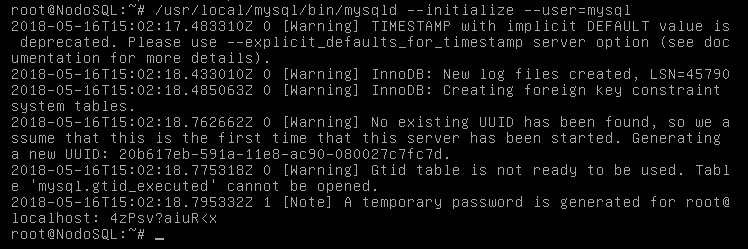 root@NodoSQL:~# /usr/local/mysql/bin/mysqld --initialize --user=mysql
2018-05-16T15:02:17.483310Z 0 [Warning] TIMESTAMP with implicit DEFAULT value is
 deprecated. Please use --explicit_defaults_for_timestamp server option (see doc
umentation for more details).
2018-05-16T15:02:18.433010Z 0 [Warning] InnoDB: New log files created, LSN=45790
2018-05-16T15:02:18.485063Z 0 [Warning] InnoDB: Creating foreign key constraint
system tables.
2018-05-16T15:02:18.762662Z 0 [Warning] No existing UUID has been found, so we a
ssume that this is the first time that this server has been started. Generating
a new UUID: 20b617eb-591a-11e8-ac90-080027c7fc7d.
2018-05-16T15:02:18.775318Z 0 [Warning] Gtid table is not ready to be used. Tabl
e 'mysql.gtid_executed' cannot be opened.
2018-05-16T15:02:18.795332Z 1 [Note] A temporary password is generated for root@
localhost: 4zPsv?aiuR<x
root@NodoSQL:~# _